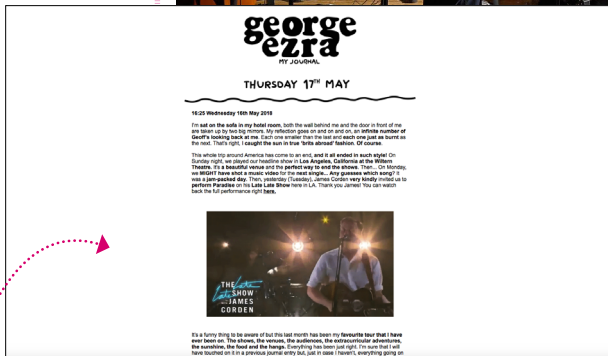 george
ezra
MY JOURNAL
THURSDAY 17TH MAY
16:25 Wednesday 16th May 2018
I'm sat on the sofa in my hotel room, both the wall behind me and the door in front of me
are taken up by two big mirrors. My reflection goes on and on and on, an infinite number of
Geoff's looking back at me. Each one smaller than the last and each one just as burnt as
the next. That's right, I caught the sun in true 'brits abroad' fashion. Of course.
This whole trip around America has come to an end, and it all ended in such style! On
Sunday night, we played our headline show in Los Angeles, California at the Wiltern
Theatre. It's a beautiful venue and the perfect way to end the shows. Then... On Monday,
we MIGHT have shot a music video for the next single... Any guesses which song? It
was a jam-packed day. Then, yesterday (Tuesday), James Corden very kindly invited us to
perform Paradise on his Late Late Show here in LA. Thank you James! You can watch
back the full performance right here.
THE Late
Late SHOW
WITH JAMES
CORDEN
It's a funny thing to be aware of but this last month has been my favourite tour that I have
ever been on. The shows, the venues, the audiences, the extracurricular adventures,
the sunshine, the food and the hangs. Everything has been just right. I'm sure that I will
have touched on it in a previous journal entry but, just in case I haven't, everything going on